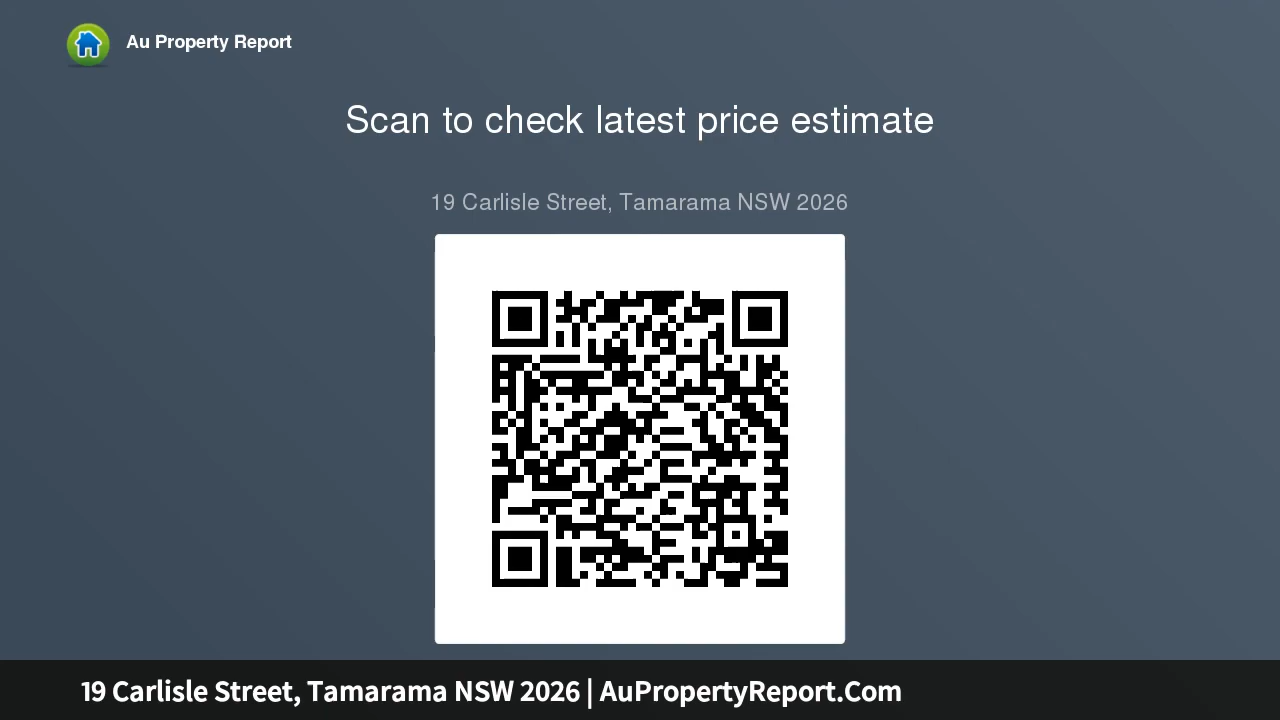 Au Property Report
Scan to check latest price estimate
19 Carlisle Street, Tamarama NSW 2026
19 Carlisle Street, Tamarama NSW 2026 | AuPropertyReport.Com